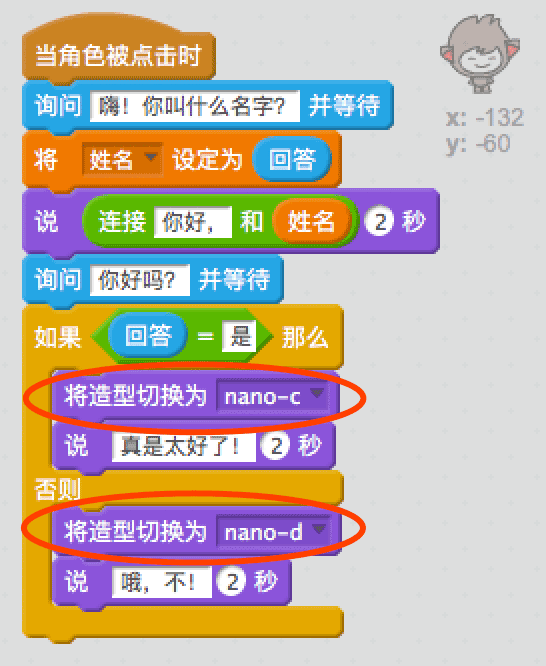 当角色被点击时
x: -132
y: -60
询问 嗨！你叫什么名字？ 并等待
将 姓名 设定为 回答
说 连接 你好， 和 姓名 2 秒
询问 你好吗？ 并等待
如果 回答 = 是 那么
将造型切换为 nano-c
说 真是太好了！ 2 秒
否则
将造型切换为 nano-d
说 哦，不！ 2 秒